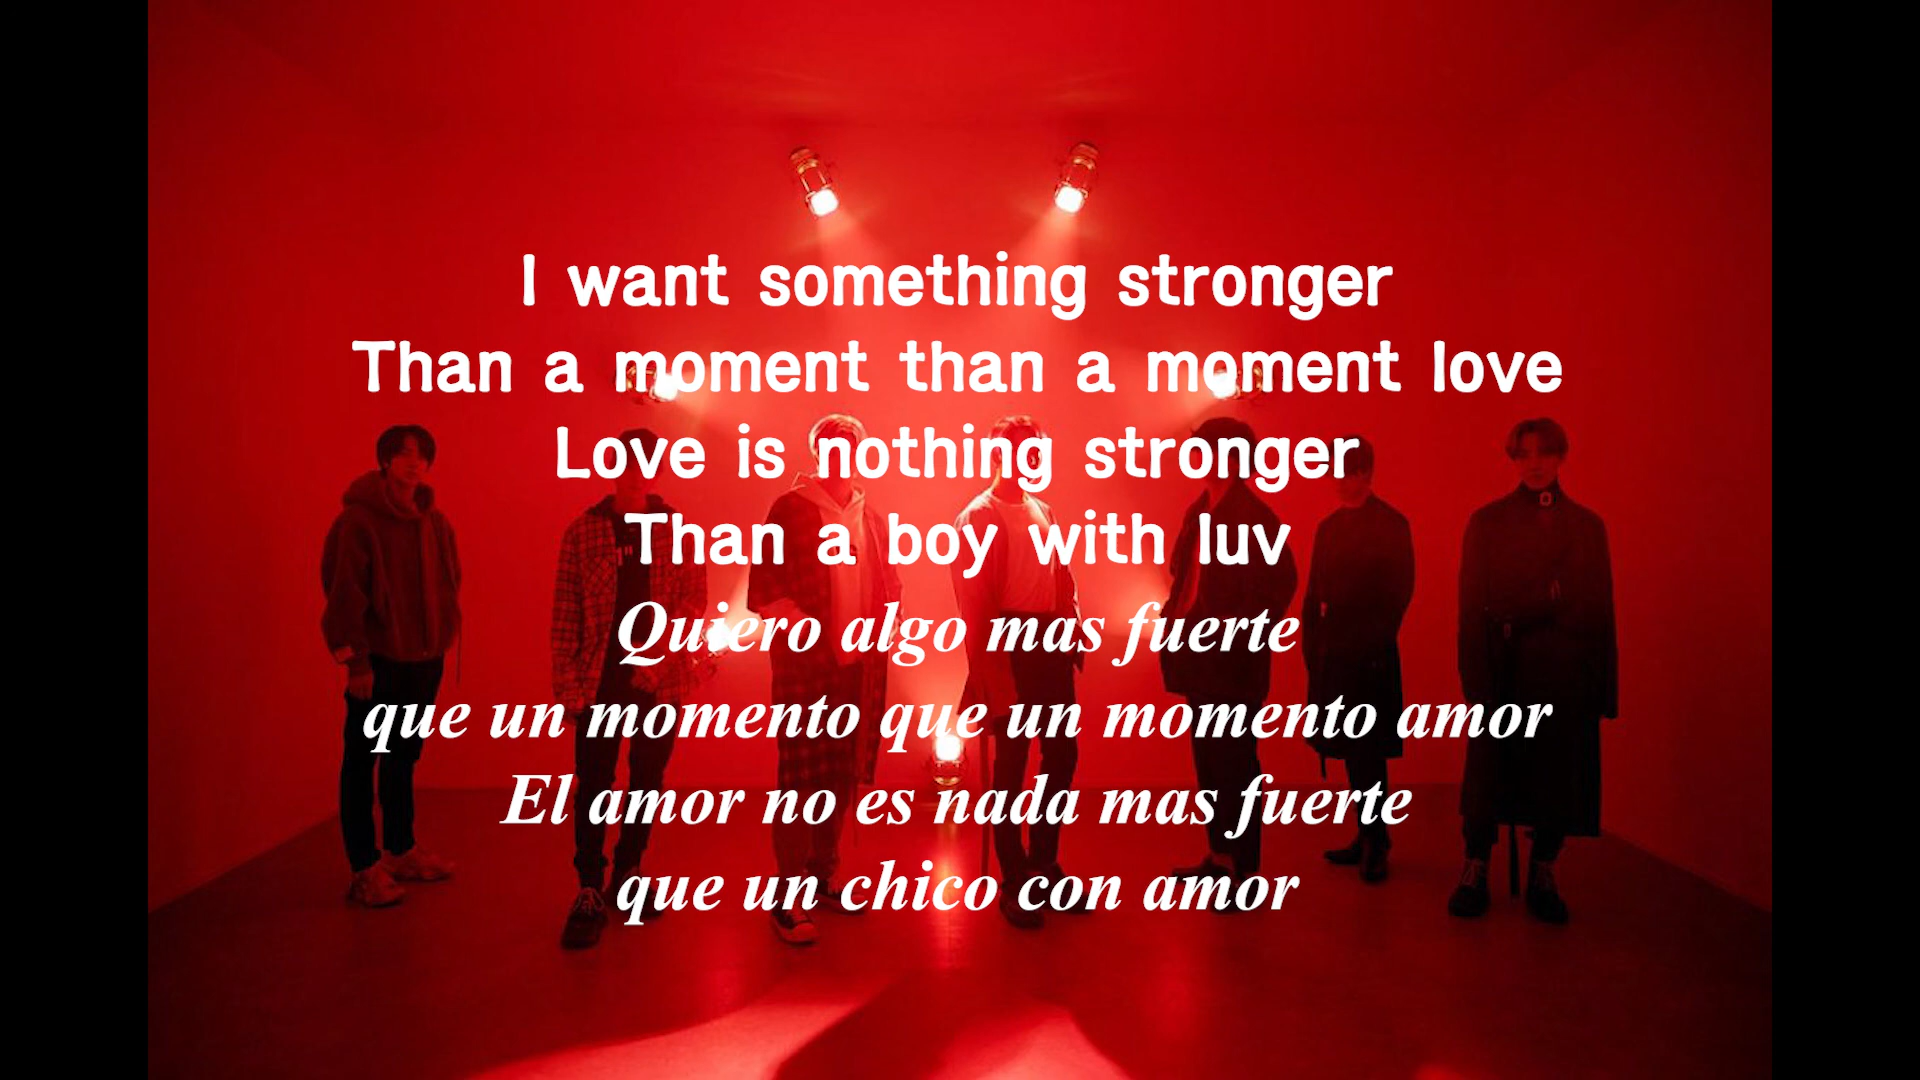 I want something stronger
Than a moment than a moment love
Love is nothing stronger
Than a boy with luv
Quiero algo mas fuerte
que un momento que un momento amor
El amor no es nada mas fuerte
que un chico con amor